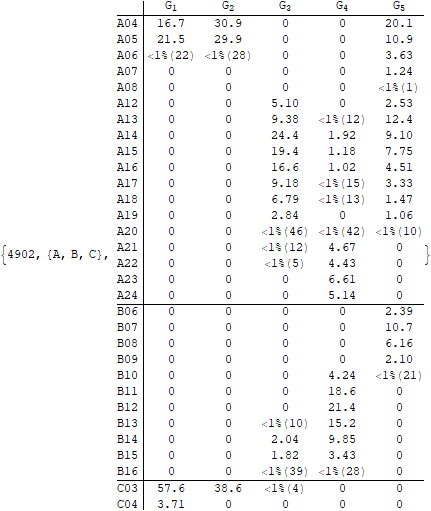 G1 G2 G3 G4 G5
A04 16.7 30.9 0 0 20.1
A05 21.5 29.9 0 0 10.9
A06 <1%(22) <1%(28) 0 0 3.63
A07 0 0 0 0 1.24
A08 0 0 0 0 <1%(1)
A12 0 0 5.10 0 2.53
A13 0 0 9.38 <1%(12) 12.4
A14 0 0 24.4 1.92 9.10
A15 0 0 19.4 1.18 7.75
A16 0 0 16.6 1.02 4.51
A17 0 0 9.18 <1%(15) 3.33
A18 0 0 6.79 <1%(13) 1.47
A19 0 0 2.84 0 1.06
A20 0 0 <1%(46) <1%(42) <1%(10)
A21 0 0 <1%(12) 4.67 0
{4902, {A, B, C}, A22 0 0 <1%(5) 4.43 0 }
A23 0 0 0 6.61 0
A24 0 0 0 5.14 0
B06 0 0 0 0 2.39
B07 0 0 0 0 10.7
B08 0 0 0 0 6.16
B09 0 0 0 0 2.10
B10 0 0 0 4.24 <1%(21)
B11 0 0 0 18.6 0
B12 0 0 0 21.4 0
B13 0 0 <1%(10) 15.2 0
B14 0 0 2.04 9.85 0
B15 0 0 1.82 3.43 0
B16 0 0 <1%(39) <1%(28) 0
C03 57.6 38.6 <1%(4) 0 0
C04 3.71 0 0 0 0